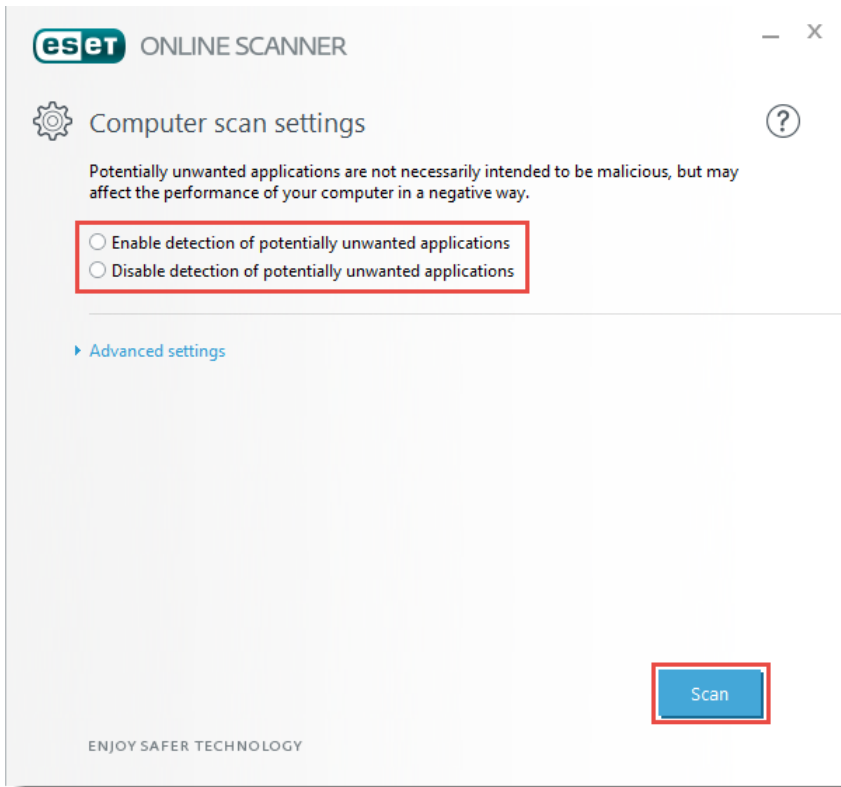 eset ONLINE SCANNER
Computer scan settings
?
Potentially unwanted applications are not necessarily intended to be malicious, but may
affect the performance of your computer in a negative way.
Enable detection of potentially unwanted applications
Disable detection of potentially unwanted applications
Advanced settings
Scan
ENJOY SAFER TECHNOLOGY